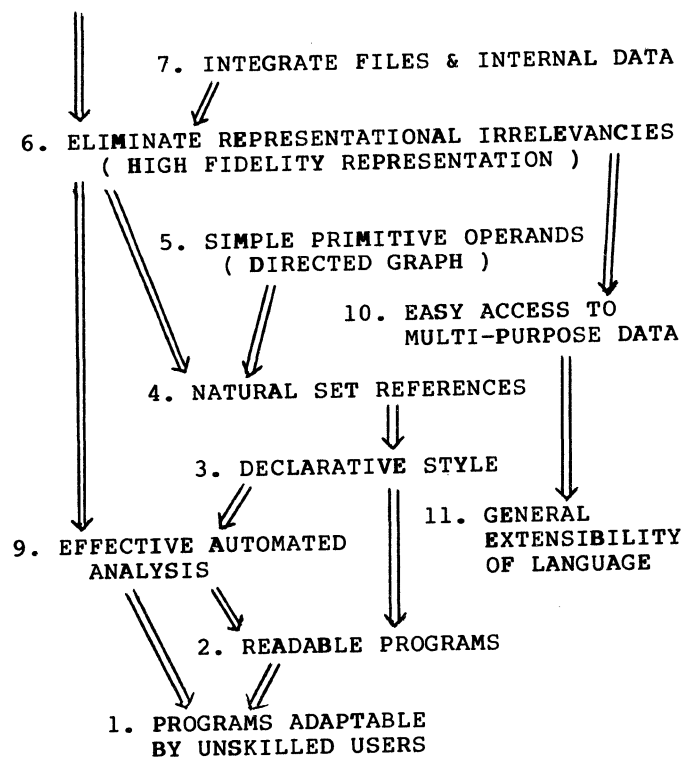 7. INTEGRATE FILES & INTERNAL DATA
6. ELIMINATE REPRESENTATIONAL IRRELEVANCIES
( HIGH FIDELITY REPRESENTATION )
5. SIMPLE PRIMITIVE OPERANDS
( DIRECTED GRAPH )
10. EASY ACCESS TO
MULTI-PURPOSE DATA
4. NATURAL SET REFERENCES
3. DECLARATIVE STYLE
11. GENERAL
EXTENSIBILITY
OF LANGUAGE
9. EFFECTIVE AUTOMATED
ANALYSIS
2. READABLE PROGRAMS
1. PROGRAMS ADAPTABLE
BY UNSKILLED USERS